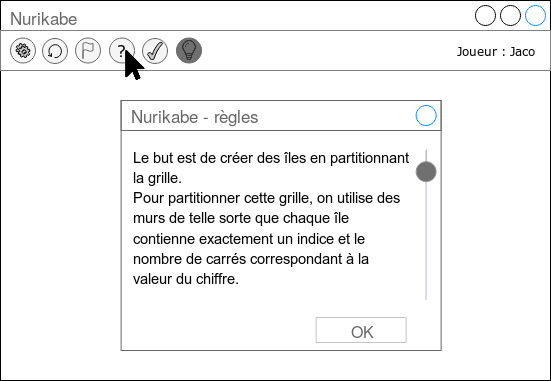 Nurikabe
?
Joueur : Jaco
Nurikabe - règles
Le but est de créer des îles en partitionnant
la grille.
Pour partitionner cette grille, on utilise des
murs de telle sorte que chaque île
contienne exactement un indice et le
nombre de carrés correspondant à la
valeur du chiffre.
OK